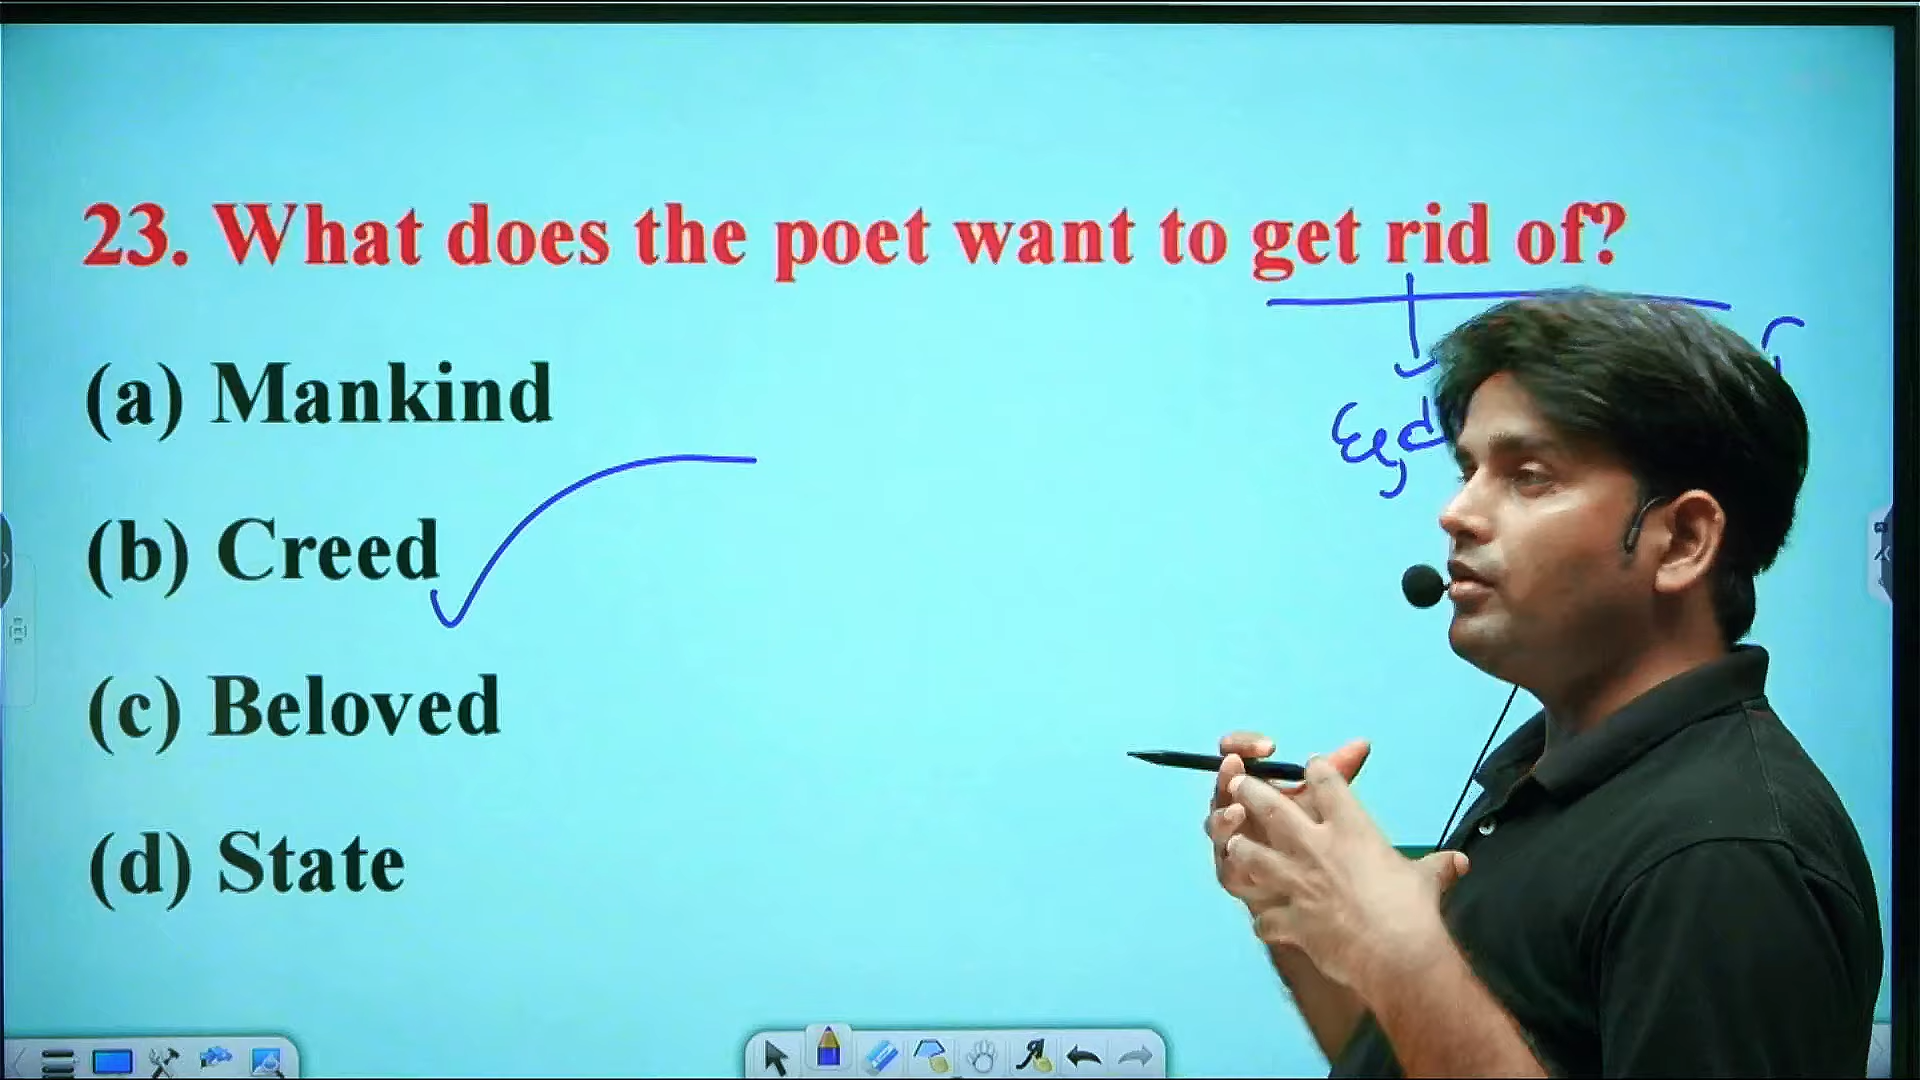 23. What does the poet want to get rid of?
(a) Mankind
(b) Creed
(c) Beloved
(d) State